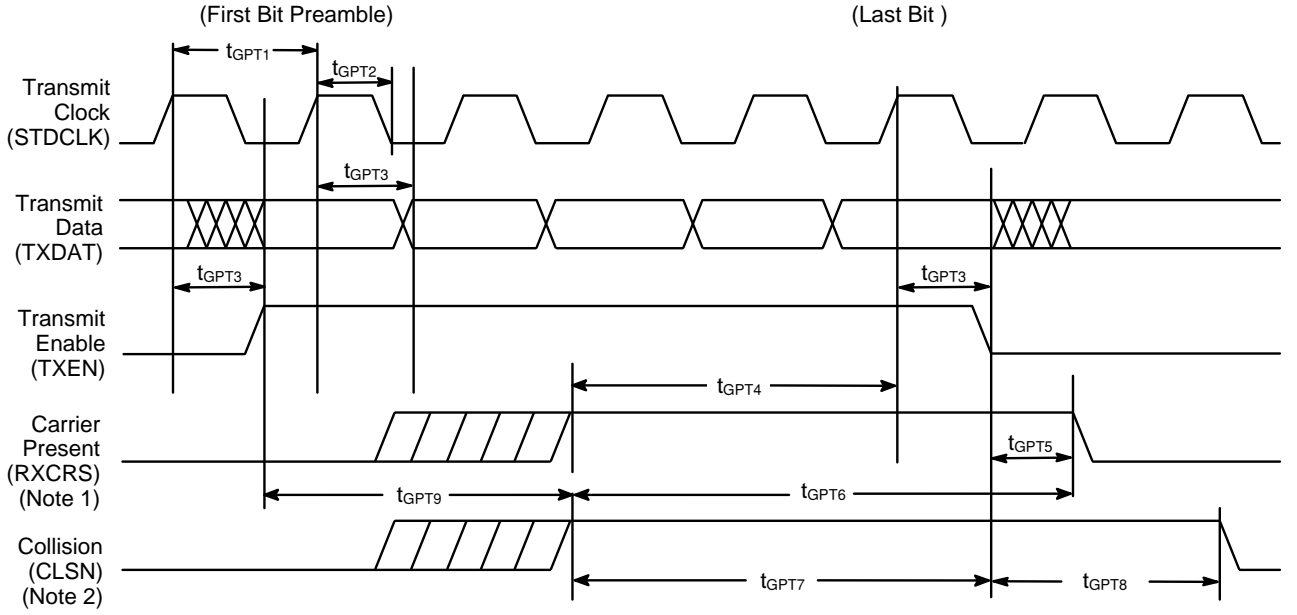 (First Bit Preamble)
(Last Bit )
tGPT1
tGPT2
Transmit
Clock
(STDCLK)
tGPT3
Transmit
Data
(TXDAT)
tGPT3
tGPT3
Transmit
Enable
(TXEN)
tGPT4
Carrier
Present
(RXCRS)
(Note 1)
tGPT5
tGPT9
tGPT6
Collision
(CLSN)
(Note 2)
tGPT7
tGPT8